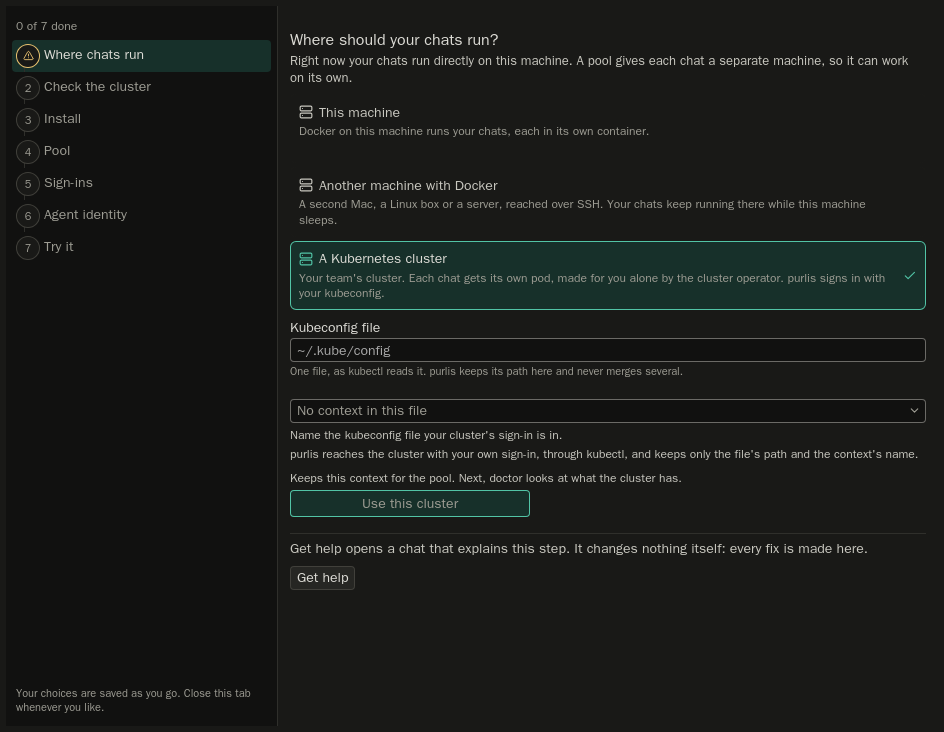 0 of 7 done
Where chats run
2 Check the cluster
3 Install
4 Pool
5 Sign-ins
6 Agent identity
7 Try it
Your choices are saved as you go. Close this tab
whenever you like.
Where should your chats run?
Right now your chats run directly on this machine. A pool gives each chat a separate machine, so it can work
on its own.
This machine
Docker on this machine runs your chats, each in its own container.
Another machine with Docker
A second Mac, a Linux box or a server, reached over SSH. Your chats keep running there while this machine
sleeps.
A Kubernetes cluster
Your team's cluster. Each chat gets its own pod, made for you alone by the cluster operator. purlis signs in with
your kubeconfig.
Kubeconfig file
~/.kube/config
One file, as kubectl reads it. purlis keeps its path here and never merges several.
No context in this file
Name the kubeconfig file your cluster's sign-in is in.
purlis reaches the cluster with your own sign-in, through kubectl, and keeps only the file's path and the context's name.
Keeps this context for the pool. Next, doctor looks at what the cluster has.
Use this cluster
Get help opens a chat that explains this step. It changes nothing itself: every fix is made here.
Get help